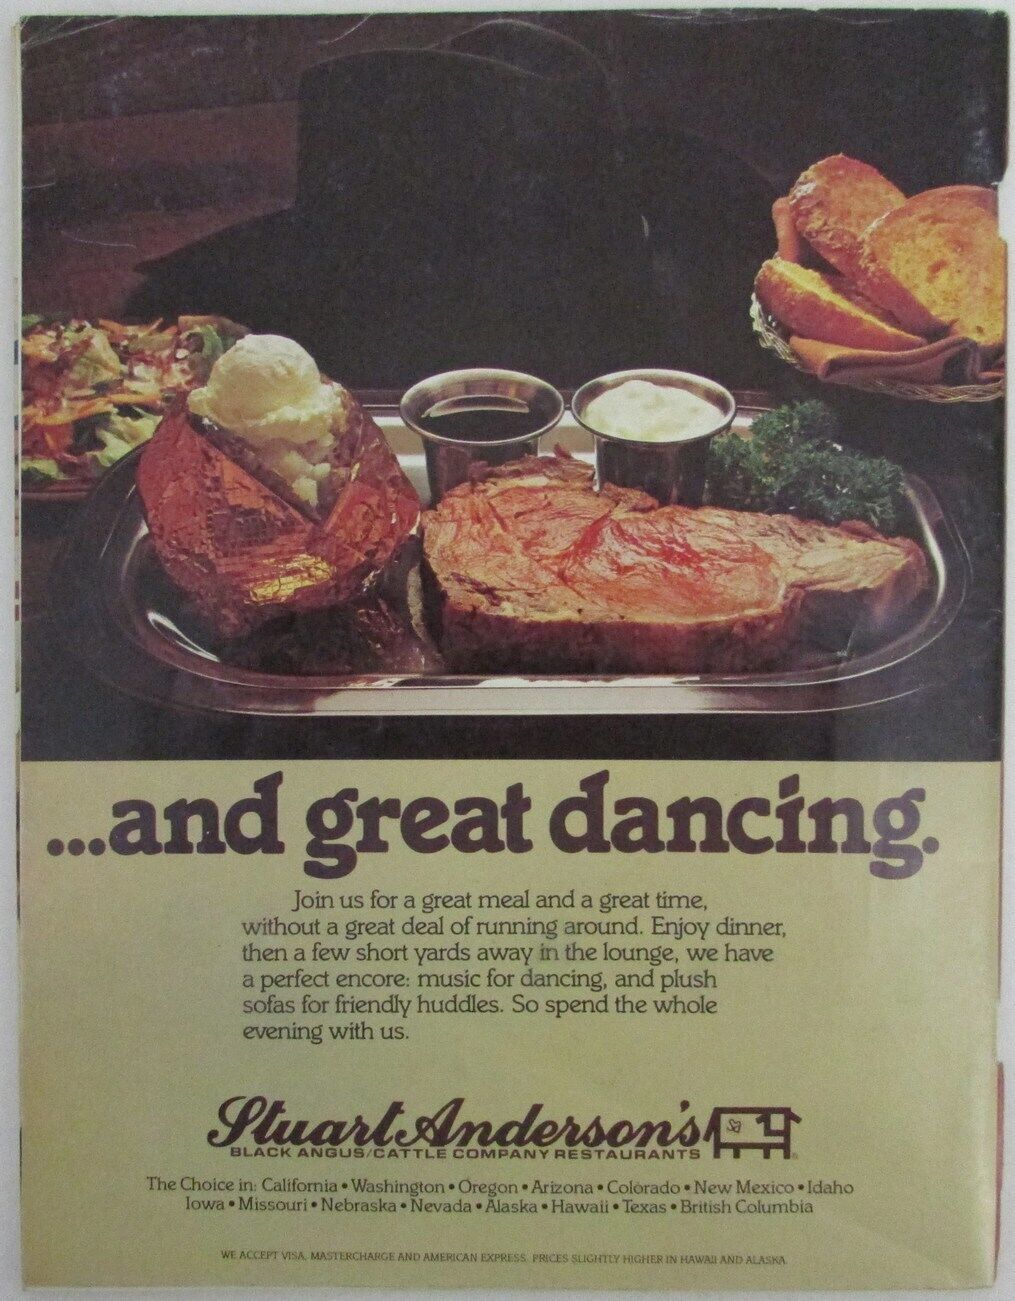 ...and great dancing.
Join us for a great meal and a great time,
without a great deal of running around. Enjoy dinner,
then a few short yards away in the lounge, we have
a perfect encore: music for dancing, and plush
sofas for friendly huddles. So spend the whole
evening with us.
Stuart Anderson's
BLACK ANGUS/CATTLE COMPANY RESTAURANTS
The Choice in: California • Washington • Oregon • Arizona • Colorado • New Mexico • Idaho
Iowa • Missouri • Nebraska • Nevada • Alaska • Hawaii • Texas • British Columbia
WE ACCEPT VISA, MASTERCHARGE AND AMERICAN EXPRESS. PRICES SLIGHTLY HIGHER IN HAWAII AND ALASKA.